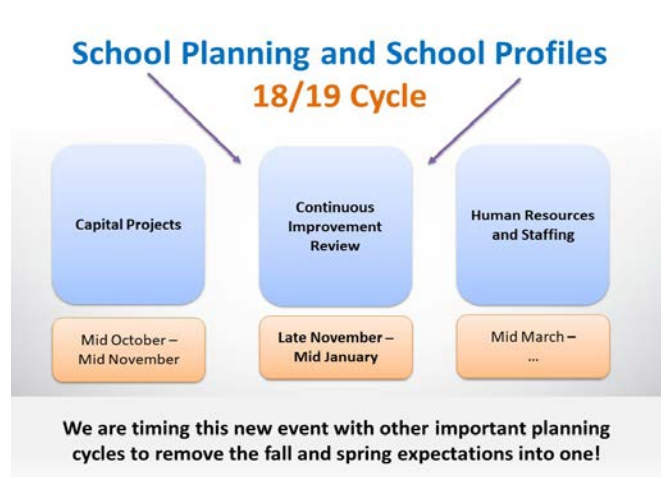 School Planning and School Profiles
18/19 Cycle
Capital Projects
Continuous
Improvement
Review
Human Resources
and Staffing
Mid October –
Mid November
Late November –
Mid January
Mid March –
...
We are timing this new event with other important planning
cycles to remove the fall and spring expectations into one!